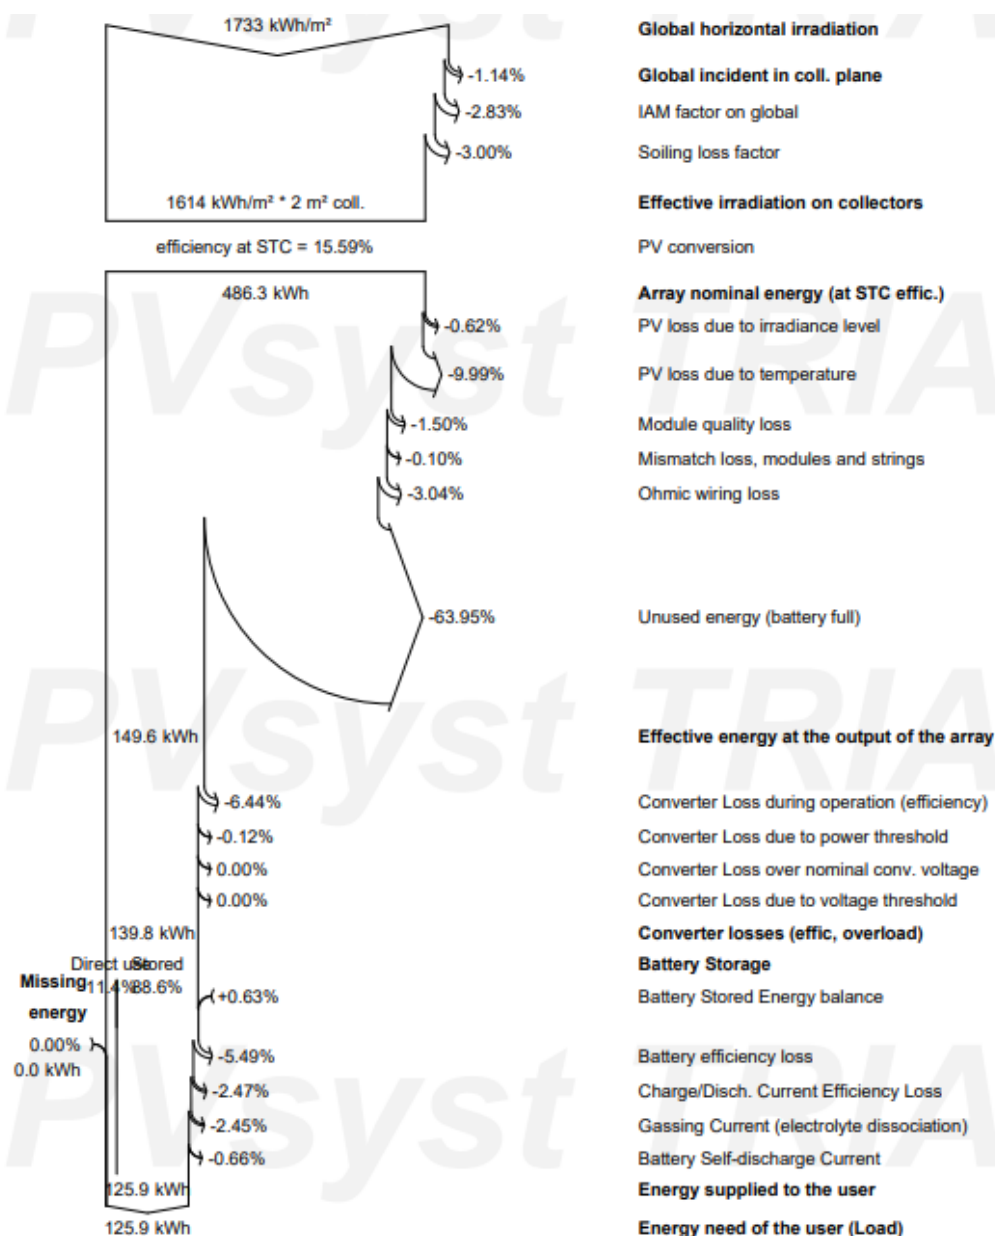 PVsyst TRIA
1733 kWh/m² Global horizontal irradiation
-1.14% Global incident in coll. plane
-2.83% IAM factor on global
-3.00% Soiling loss factor
1614 kWh/m² * 2 m² coll. Effective irradiation on collectors
efficiency at STC = 15.59% PV conversion
486.3 kWh Array nominal energy (at STC effic.)
PVsyst TRIA
-0.62% PV loss due to irradiance level
-9.99% PV loss due to temperature
-1.50% Module quality loss
-0.10% Mismatch loss, modules and strings
-3.04% Ohmic wiring loss
-63.95% Unused energy (battery full)
PVsyst TRIA
149.6 kWh Effective energy at the output of the array
-6.44% Converter Loss during operation (efficiency)
-0.12% Converter Loss due to power threshold
0.00% Converter Loss over nominal conv. voltage
0.00% Converter Loss due to voltage threshold
139.8 kWh Converter losses (effic, overload)
Direct use Stored Battery Storage
Missing 11.4% 88.6%
energy +0.63% Battery Stored Energy balance
0.00% -5.49% Battery efficiency loss
0.0 kWh
PVsyst TRIA
-2.47% Charge/Disch. Current Efficiency Loss
-2.45% Gassing Current (electrolyte dissociation)
-0.66% Battery Self-discharge Current
125.9 kWh Energy supplied to the user
125.9 kWh Energy need of the user (Load)